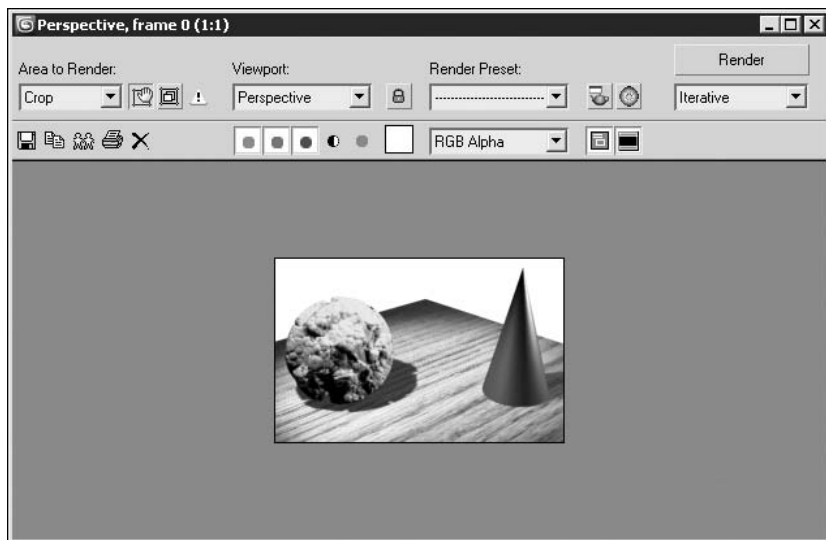 Perspective, frame 0 (1:1)
Area to Render:
Viewport:
Render Preset:
Render
Crop
Perspective
Iterative
RGB Alpha